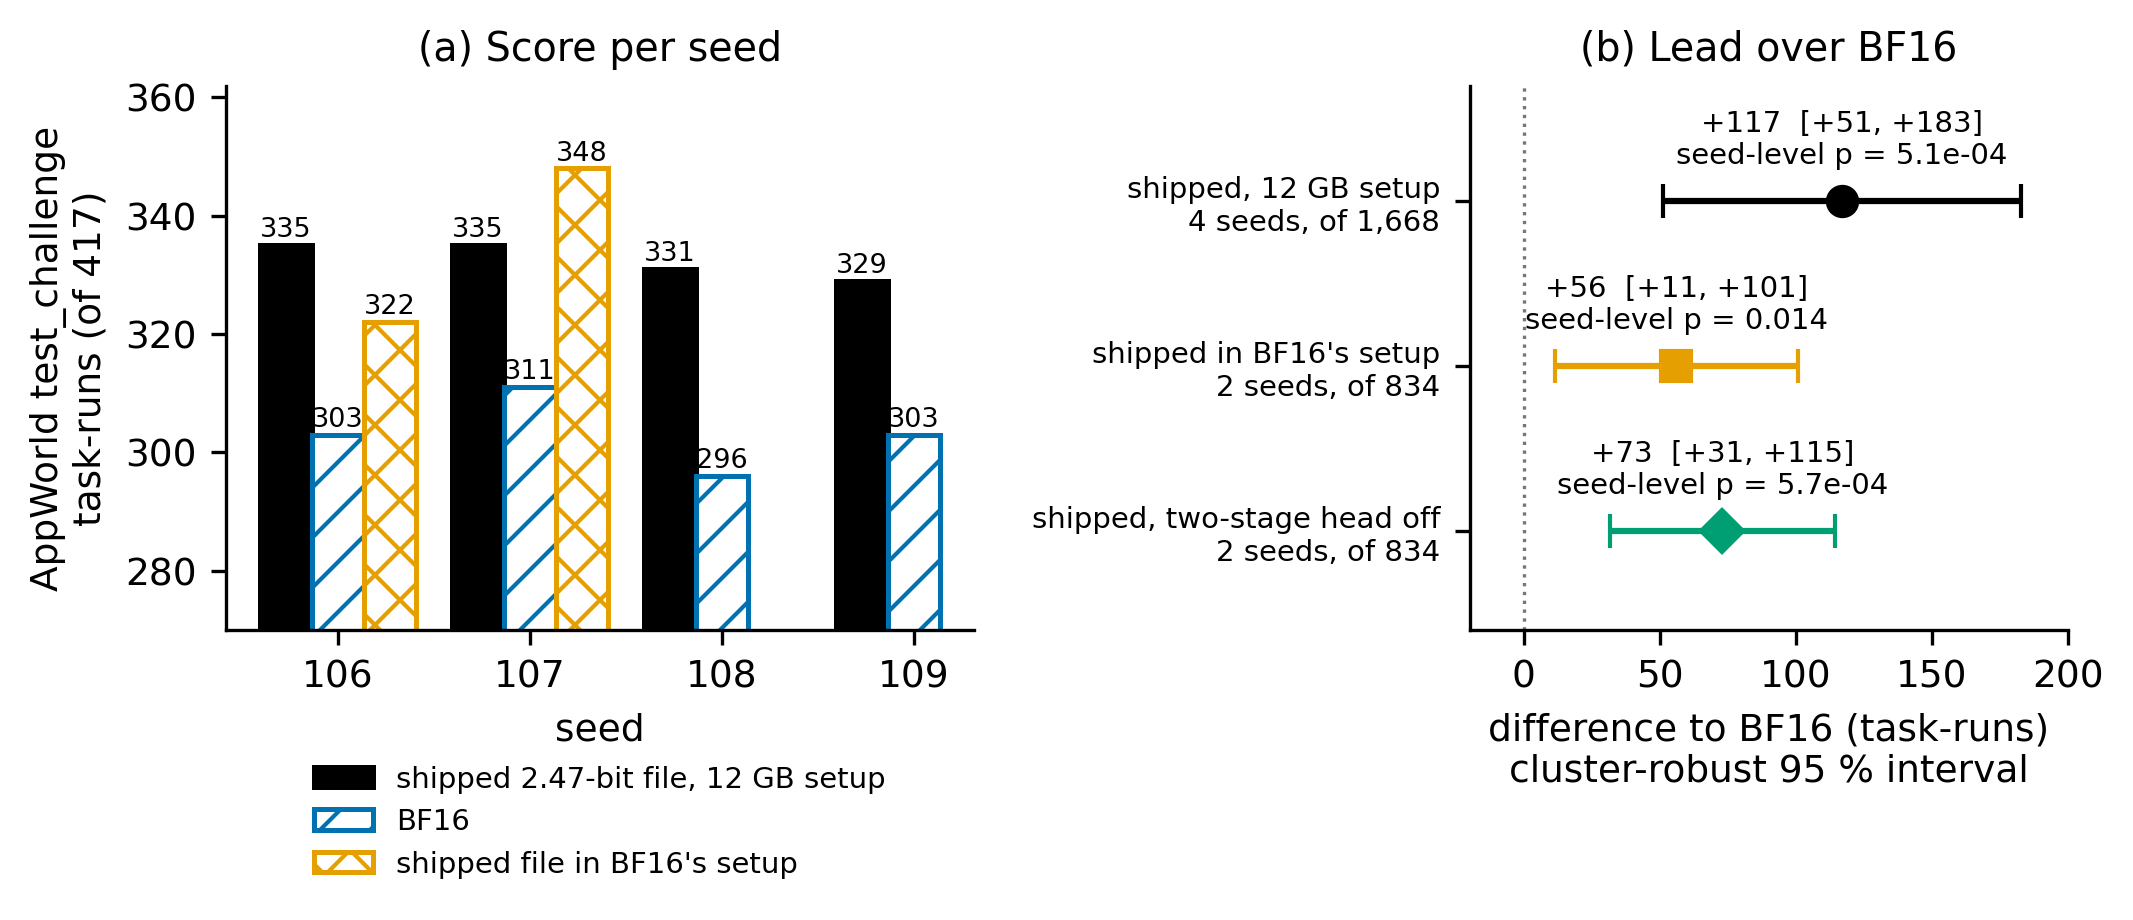 (a) Score per seed
AppWorld test_challenge
task-runs (of 417)
360
340
320
300
280
335
303
322
335
311
348
331
296
329
303
106
107
108
109
seed
shipped 2.47-bit file, 12 GB setup
BF16
shipped file in BF16's setup
(b) Lead over BF16
+117 [+51, +183]
seed-level p = 5.1e-04
shipped, 12 GB setup
4 seeds, of 1,668
+56 [+11, +101]
seed-level p = 0.014
shipped in BF16's setup
2 seeds, of 834
+73 [+31, +115]
seed-level p = 5.7e-04
shipped, two-stage head off
2 seeds, of 834
0
50
100
150
200
difference to BF16 (task-runs)
cluster-robust 95 % interval